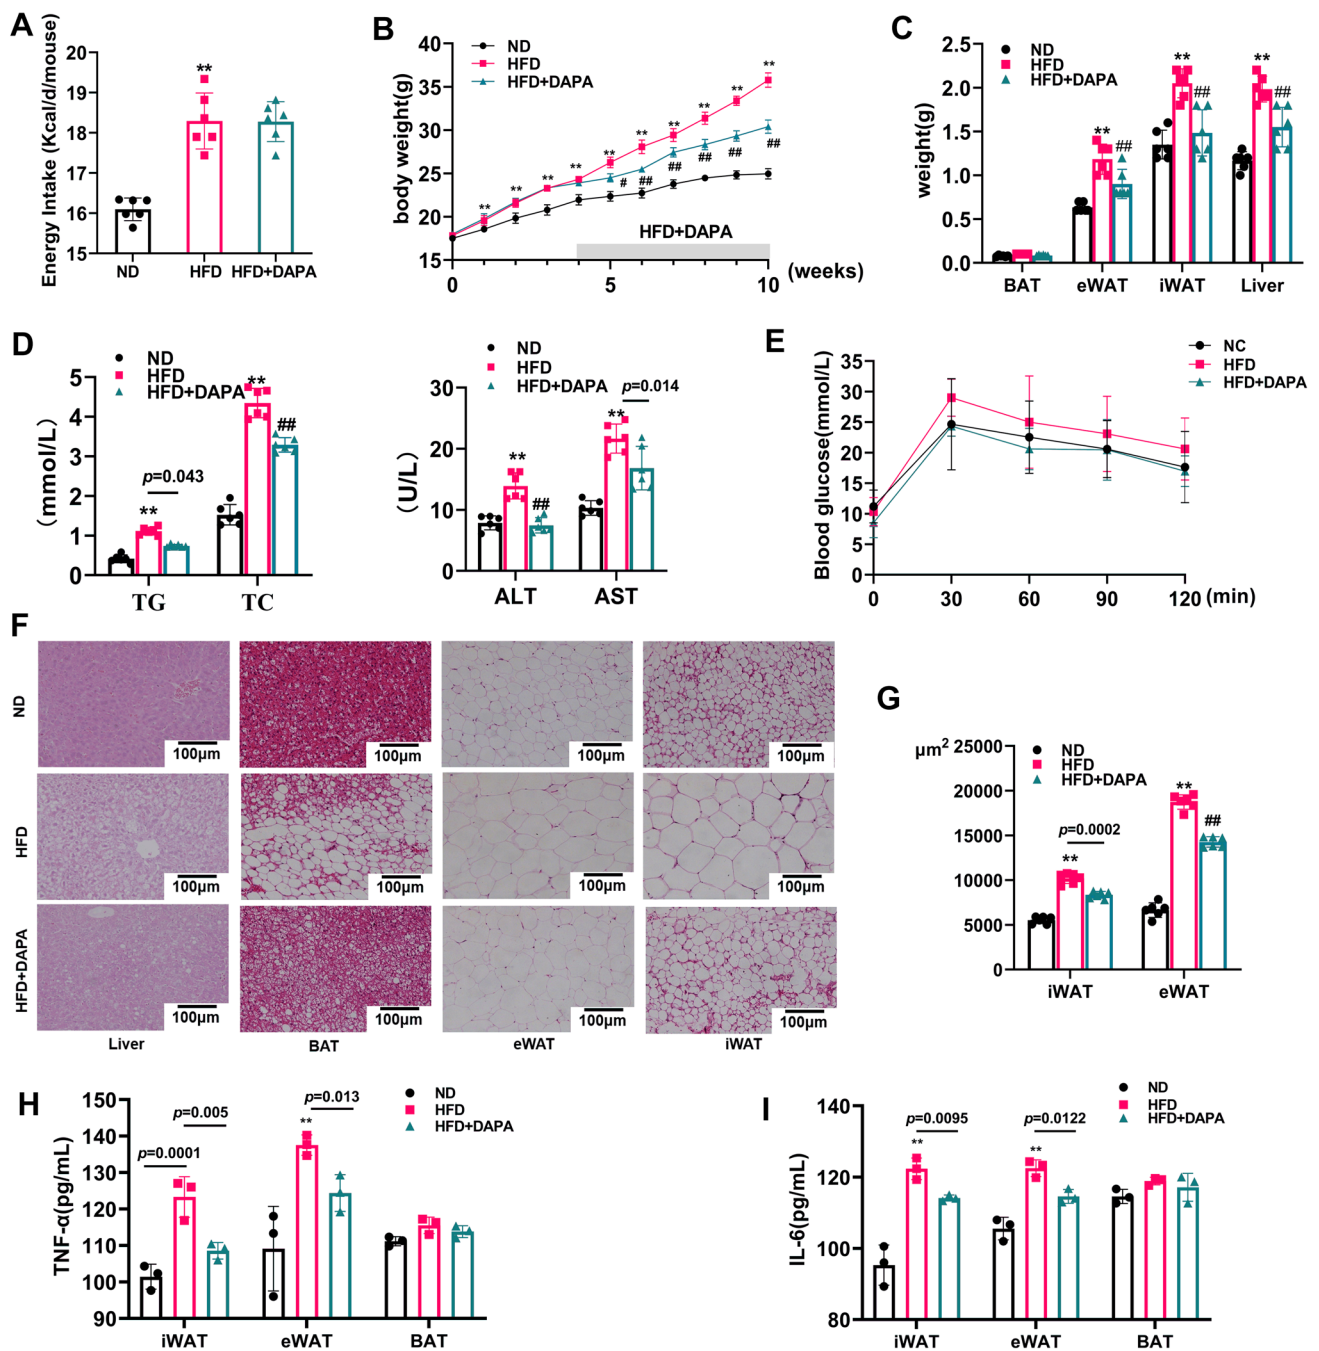 A
Energy Intake (Kcal/d/mouse)
20
19
18
17
16
15
**
ND
HFD
HFD+DAPA
B
body weight(g)
40
35
30
25
20
15
ND
HFD
HFD+DAPA
**
**
**
**
**
**
**
**
**
**
#
##
##
##
##
##
HFD+DAPA
0
5
10
(weeks)
C
weight(g)
2.5
2.0
1.5
1.0
0.5
0.0
ND
HFD
HFD+DAPA
**
##
**
##
**
##
BAT
eWAT
iWAT
Liver
D
(mmol/L)
5
4
3
2
1
0
ND
HFD
HFD+DAPA
**
p=0.043
**
##
TG
TC
(U/L)
30
20
10
0
ND
HFD
HFD+DAPA
**
##
**
p=0.014
ALT
AST
E
Blood glucose(mmol/L)
35
30
25
20
15
10
5
0
NC
HFD
HFD+DAPA
0
30
60
90
120
(min)
F
ND
100μm
100μm
100μm
100μm
HFD
100μm
100μm
100μm
100μm
HFD+DAPA
100μm
100μm
100μm
100μm
Liver
BAT
eWAT
iWAT
G
μm²
25000
20000
15000
10000
5000
0
ND
HFD
HFD+DAPA
**
p=0.0002
**
##
iWAT
eWAT
H
TNF-α(pg/mL)
150
140
130
120
110
100
90
ND
HFD
HFD+DAPA
p=0.0001
p=0.005
**
p=0.013
iWAT
eWAT
BAT
I
IL-6(pg/mL)
140
120
100
80
ND
HFD
HFD+DAPA
**
p=0.0095
**
p=0.0122
iWAT
eWAT
BAT